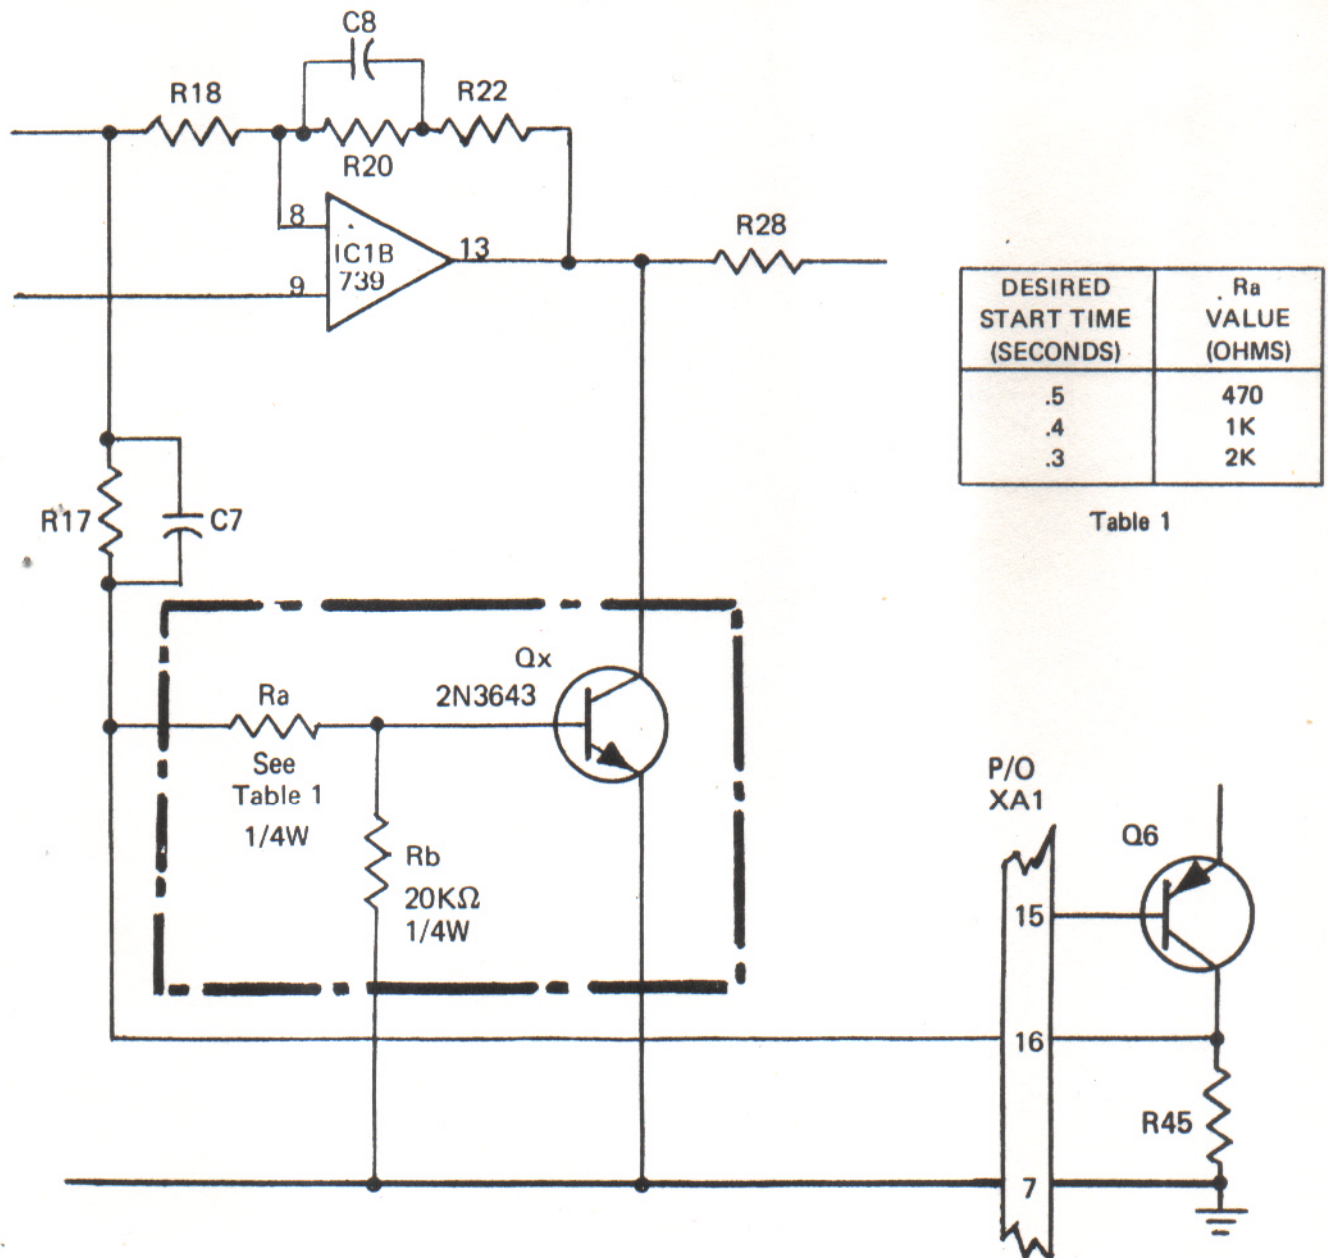 C8
R18
R22
R20
8
IC1B
739
13
9
R28
DESIRED
START TIME
(SECONDS)
Ra
VALUE
(OHMS)
.5 470
.4 1K
.3 2K
Table 1
R17
C7
Qx
2N3643
Ra
See
Table 1
1/4W
Rb
20KΩ
1/4W
P/O
XA1
Q6
15
16
R45
7